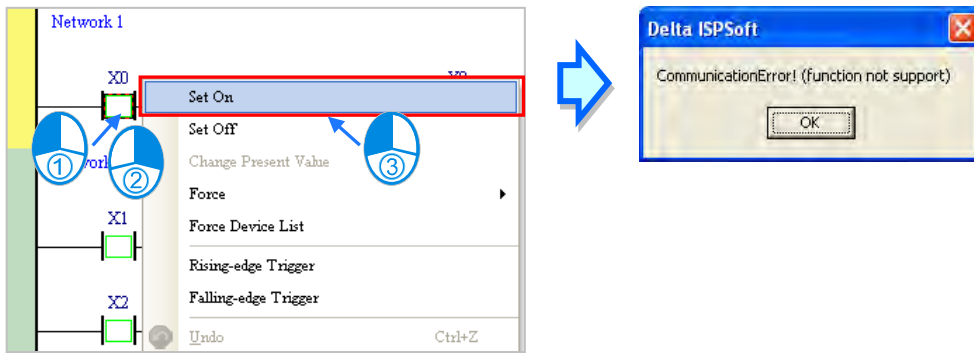 Network 1
X0
Set On
Set Off
Change Present Value
Force
Force Device List
Rising-edge Trigger
Falling-edge Trigger
Undo Ctrl+Z
X1
X2
1
2
3
Delta ISPSoft
CommunicationError! (function not support)
OK